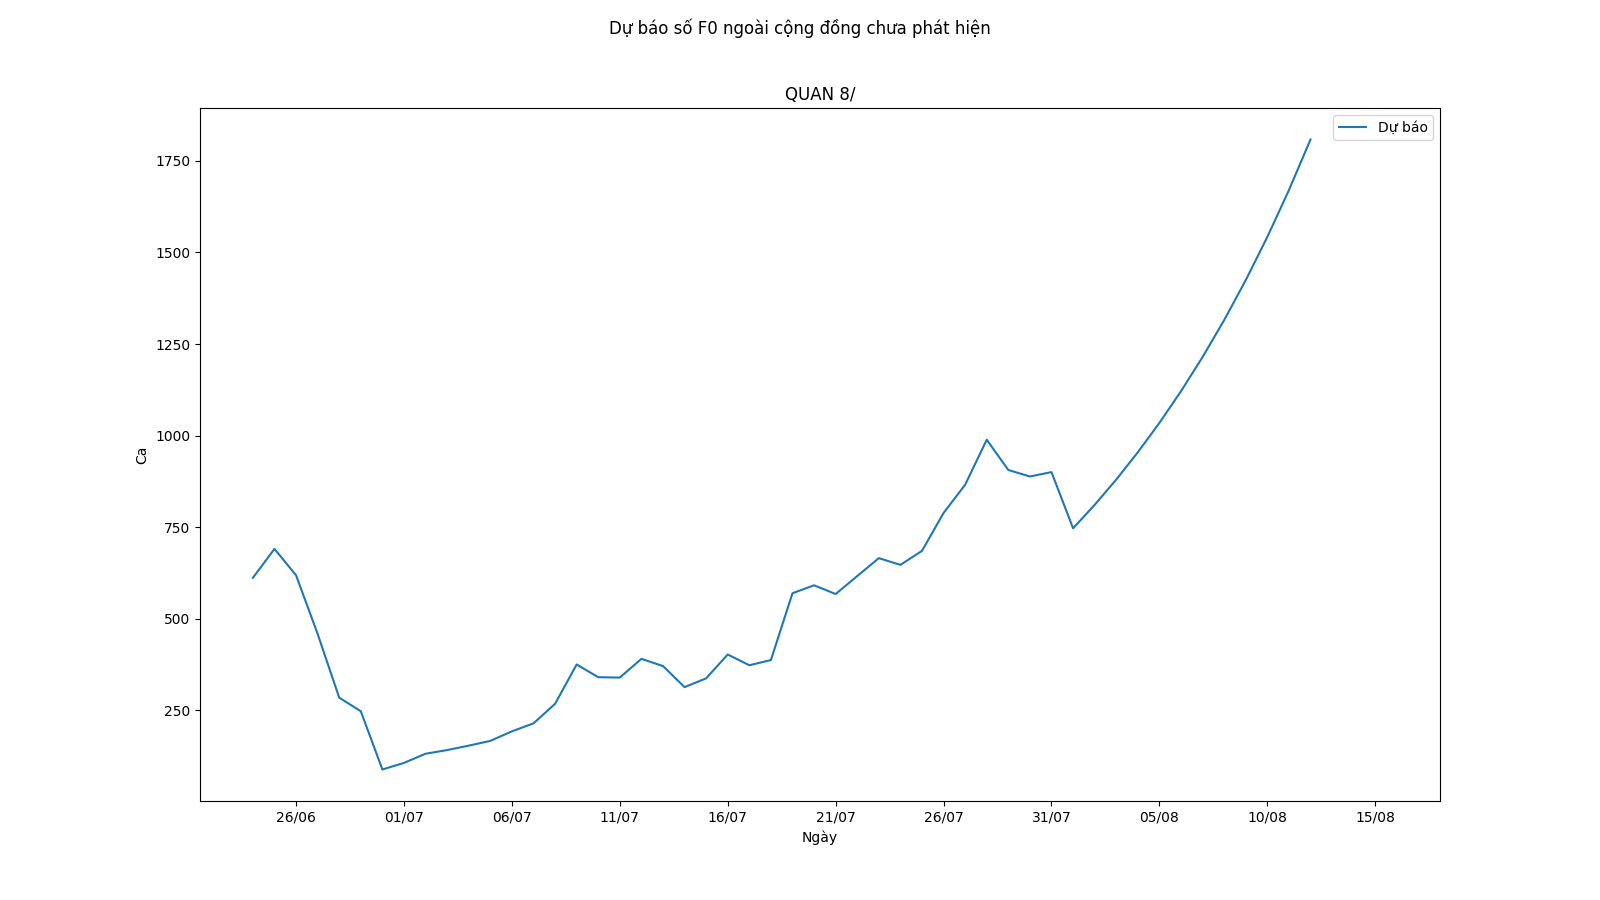 Dự báo số F0 ngoài cộng đồng chưa phát hiện
QUAN 8/
Dự báo
1750
1500
1250
1000
750
500
250
Ca
26/06 01/07 06/07 11/07 16/07 21/07 26/07 31/07 05/08 10/08 15/08
Ngày